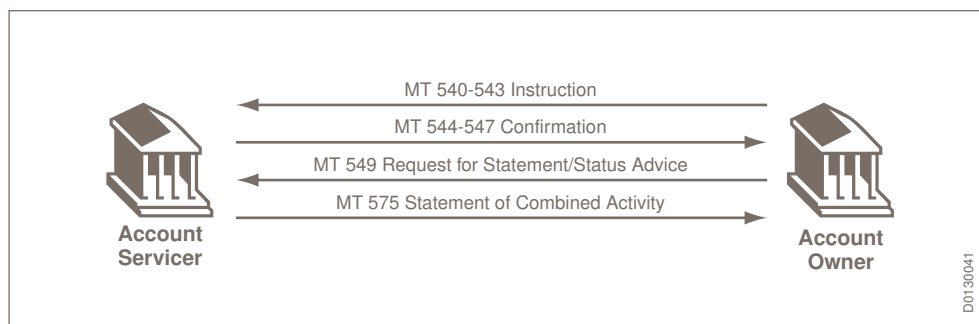 MT 540-543 Instruction
MT 544-547 Confirmation
MT 549 Request for Statement/Status Advice
MT 575 Statement of Combined Activity
Account
Servicer
Account
Owner
D0130041